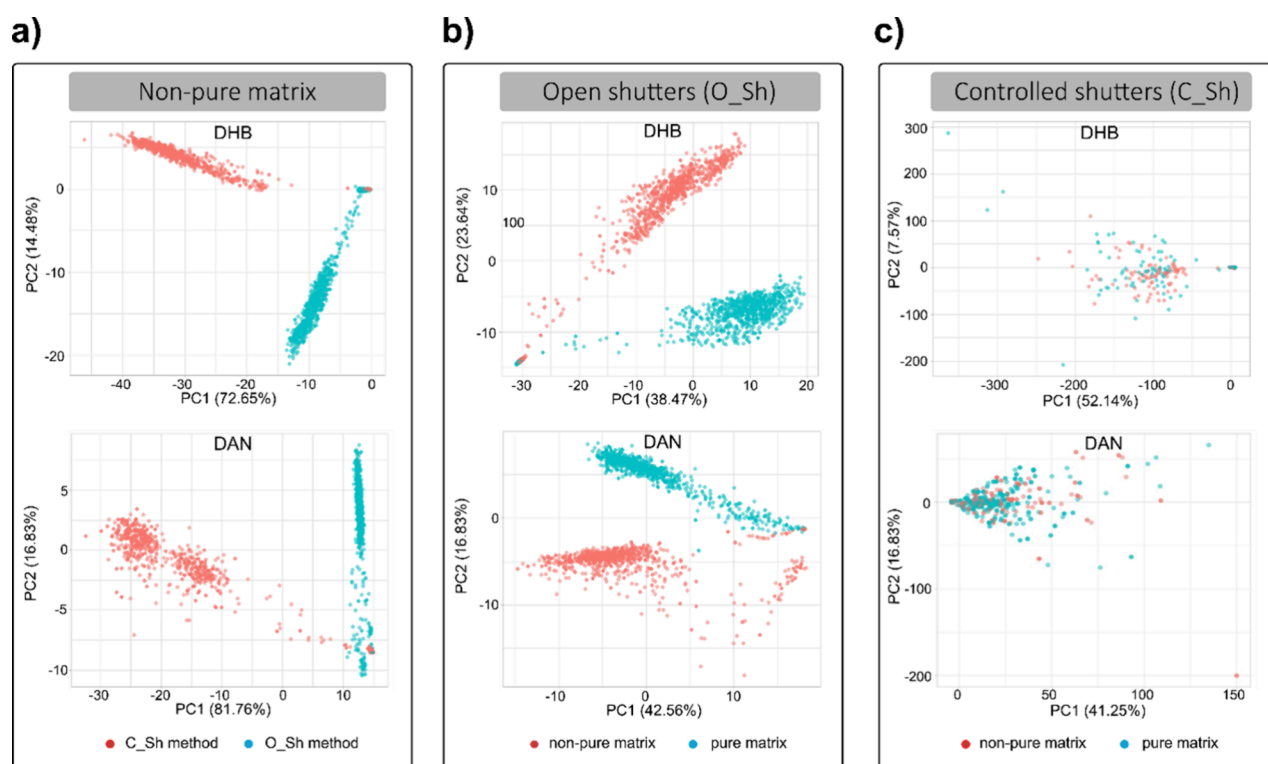 a)
Non-pure matrix
DHB
PC2 (14.48%)
0
-10
-20
-40
-30
-20
-10
0
PC1 (72.65%)
DAN
PC2 (16.83%)
5
0
-5
-10
-30
-20
-10
0
10
PC1 (81.76%)
C_Sh method
O_Sh method
b)
Open shutters (O_Sh)
DHB
PC2 (23.64%)
10
100
0
-10
-30
-20
-10
0
10
20
PC1 (38.47%)
DAN
PC2 (16.83%)
0
-10
-10
0
10
PC1 (42.56%)
non-pure matrix
pure matrix
c)
Controlled shutters (C_Sh)
DHB
PC2 (7.57%)
300
200
100
0
-100
-200
-300
-200
-100
0
PC1 (52.14%)
DAN
PC2 (16.83%)
0
-100
-200
0
50
100
150
PC1 (41.25%)
non-pure matrix
pure matrix